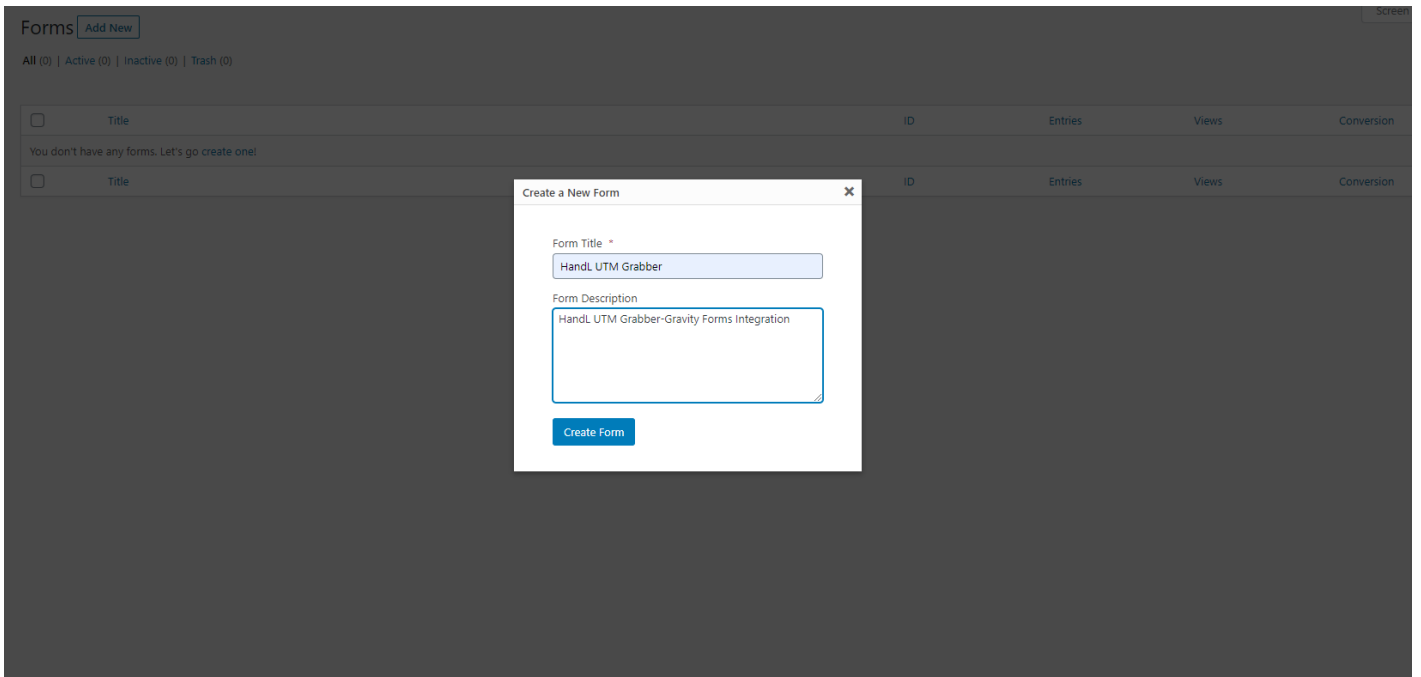 Screen
Forms Add New
All (0) | Active (0) | Inactive (0) | Trash (0)
Title ID Entries Views Conversion
You don't have any forms. Let's go create one!
Title ID Entries Views Conversion
Create a New Form
Form Title *
HandL UTM Grabber
Form Description
HandL UTM Grabber-Gravity Forms Integration
Create Form